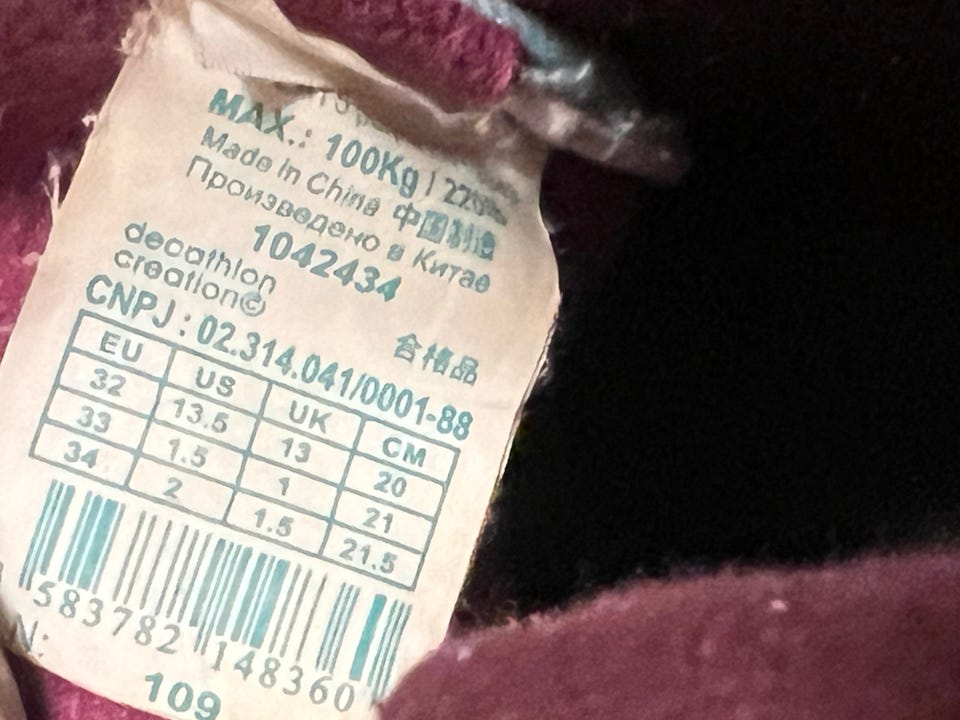 MAX.: 100Kg |
Made in China 中国制造
Произведено в Китае
1042434
decathlon
creation©
合格品
CNPJ : 02.314.041/0001-88
EU US UK CM
32 13.5 13 20
33 1.5 1 21
34 2 1.5 21.5
583782 148360
N:
109